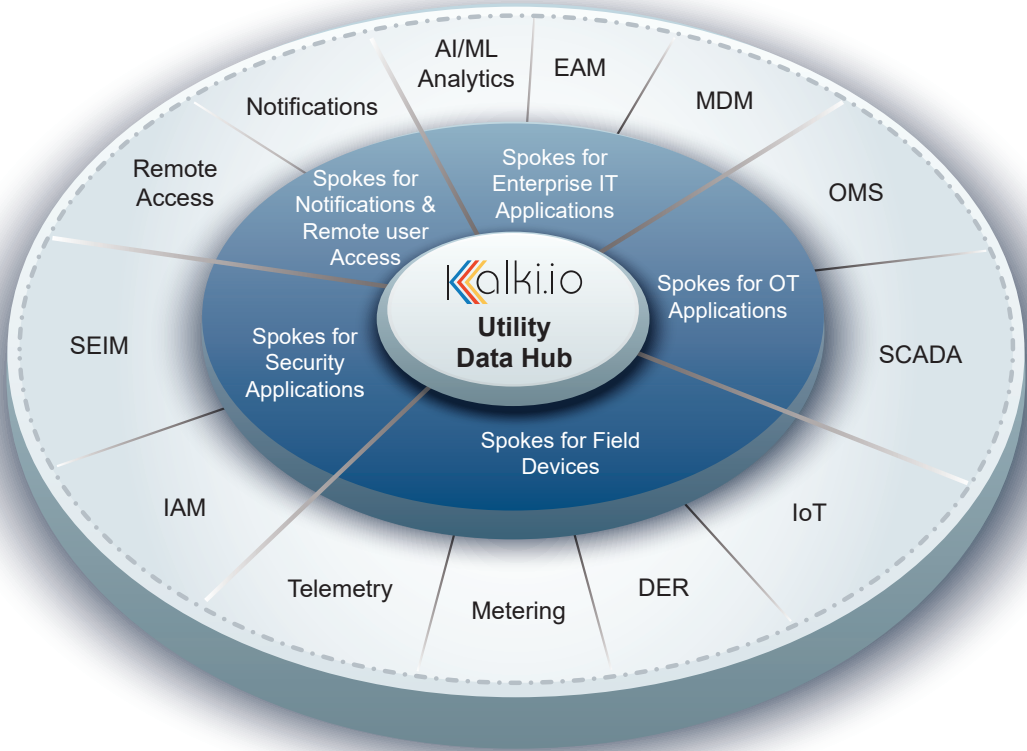 AI/ML
Analytics
EAM
MDM
Notifications
Remote
Access
OMS
Spokes for
Notifications &
Remote user
Access
Spokes for
Enterprise IT
Applications
Spokes for OT
Applications
Kalki.io
Utility
Data Hub
SEIM
Spokes for
Security
Applications
SCADA
Spokes for Field
Devices
IAM
IoT
Telemetry
Metering
DER